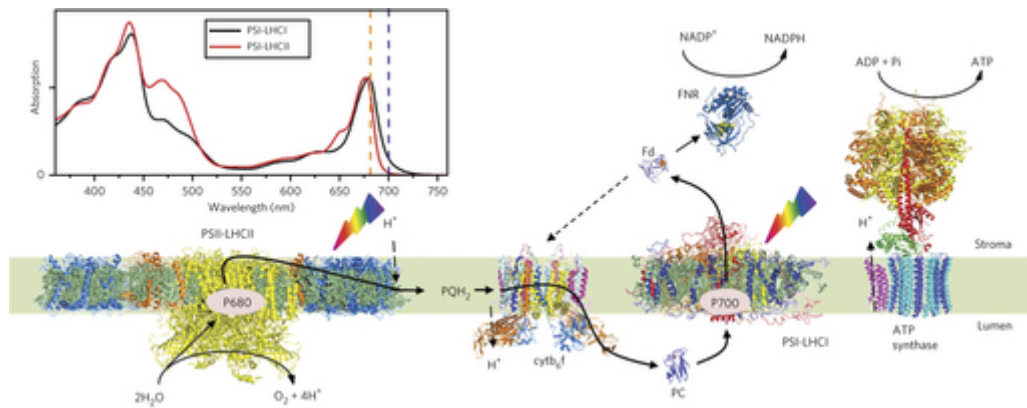 PSI-LHCI
PSI-LHCII
Absorption
0
400 450 500 550 600 650 700 750
Wavelength (nm)
NADP⁺
NADPH
FNR
Fd
ADP + Pi
ATP
PSII-LHCII
H⁺
H⁺
Stroma
P680
PQH₂
P700
Lumen
H⁺
cytb₆f
PC
PSI-LHCI
ATP
synthase
2H₂O
O₂ + 4H⁺